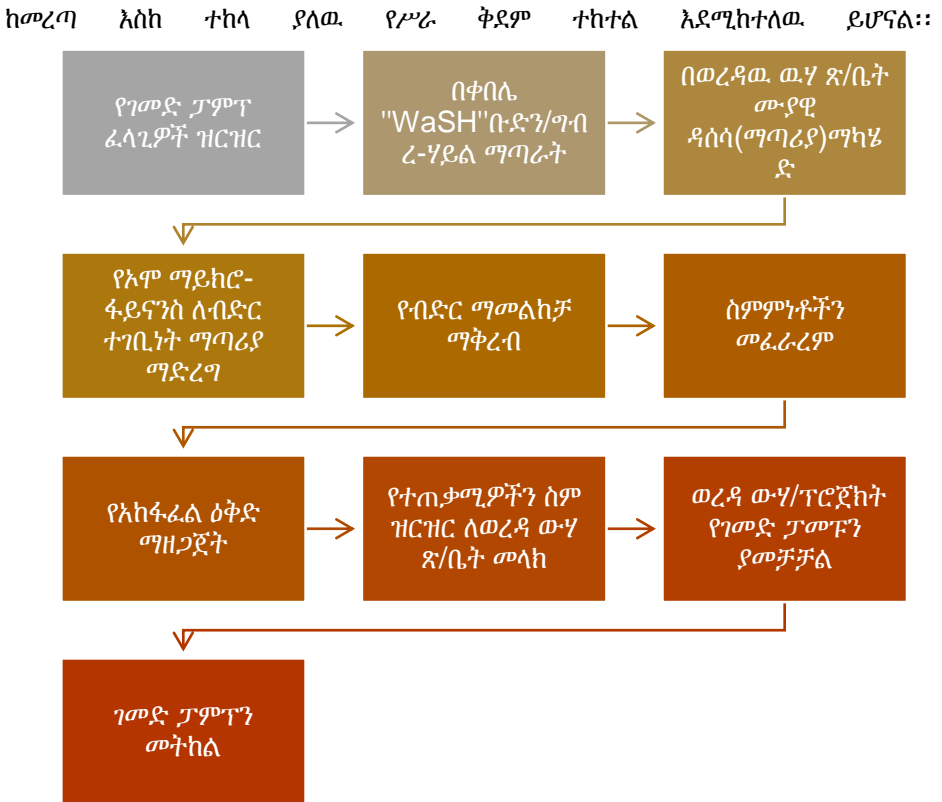 ከመረጣ እስከ ተከላ ያለዉ የሥራ ቅደም ተከተል እደሚከተለዉ ይሆናል፡፡
የገመድ ፓምፕ
ፈላጊዎች ዝርዝር
በቀበሌ
"WaSH"ቡድን/ግብ
ረ-ሃይል ማጣራት
በወረዳዉ ዉሃ ጽ/ቤት
ሙያዊ
ዳሰሳ(ማጣሪያ)ማካሄ
ድ
የኦሞ ማይክሮ-
ፋይናንስ ለብድር
ተገቢነት ማጣሪያ
ማድረግ
የብድር ማመልከቻ
ማቅረብ
ስምምነቶችን
መፈራረም
የአከፋፈል ዕቅድ
ማዘጋጀት
የተጠቃሚዎችን ስም
ዝርዝር ለወረዳ ውሃ
ጽ/ቤት መላክ
ወረዳ ውሃ/ፕሮጀክት
የገመድ ፓመፑን
ያመቻቻል
ገመድ ፓምፕን
መትከል